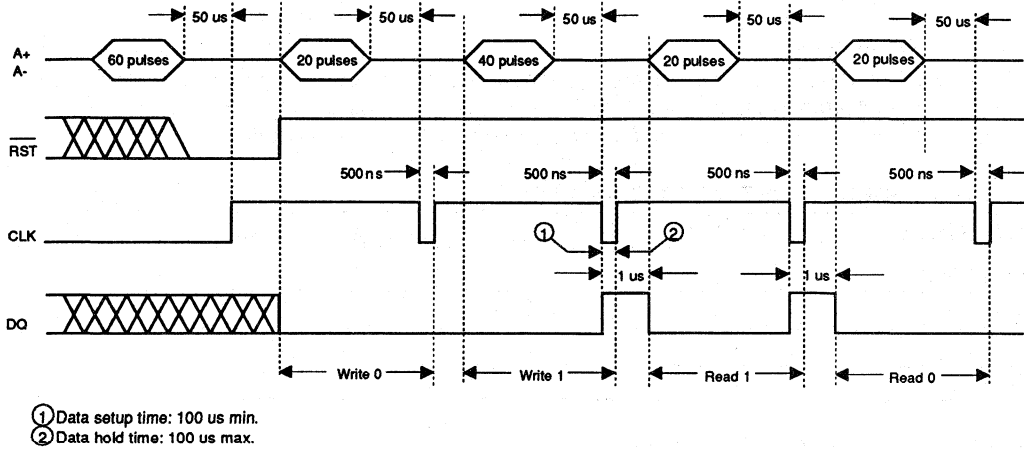 50 us 50 us 50 us 50 us 50 us
A+
A-
60 pulses 20 pulses 40 pulses 20 pulses 20 pulses
RST
500 ns 500 ns 500 ns 500 ns
CLK
1 2
1 us 1 us
DQ
Write 0 Write 1 Read 1 Read 0
1 Data setup time: 100 us min.
2 Data hold time: 100 us max.